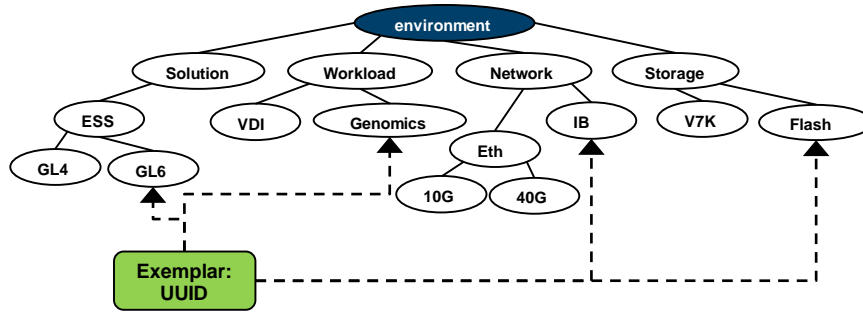 environment
Solution
Workload
Network
Storage
ESS
VDI
Genomics
IB
V7K
Flash
Eth
GL4
GL6
10G
40G
Exemplar:
UUID